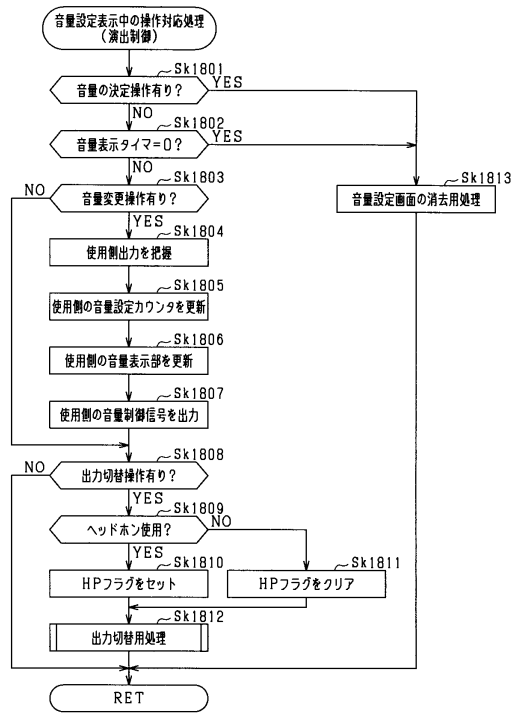 音量設定表示中の操作対応処理
(演出制御)
Sk1801
音量の決定操作有り?
YES
NO
Sk1802
音量表示タイマ=0?
YES
NO
Sk1803
音量変更操作有り?
NO
YES
Sk1813
音量設定画面の消去用処理
Sk1804
使用側出力を把握
Sk1805
使用側の音量設定カウンタを更新
Sk1806
使用側の音量表示部を更新
Sk1807
使用側の音量制御信号を出力
Sk1808
出力切替操作有り?
NO
YES
Sk1809
ヘッドホン使用?
NO
YES
Sk1810
HPフラグをセット
Sk1811
HPフラグをクリア
Sk1812
出力切替用処理
RET